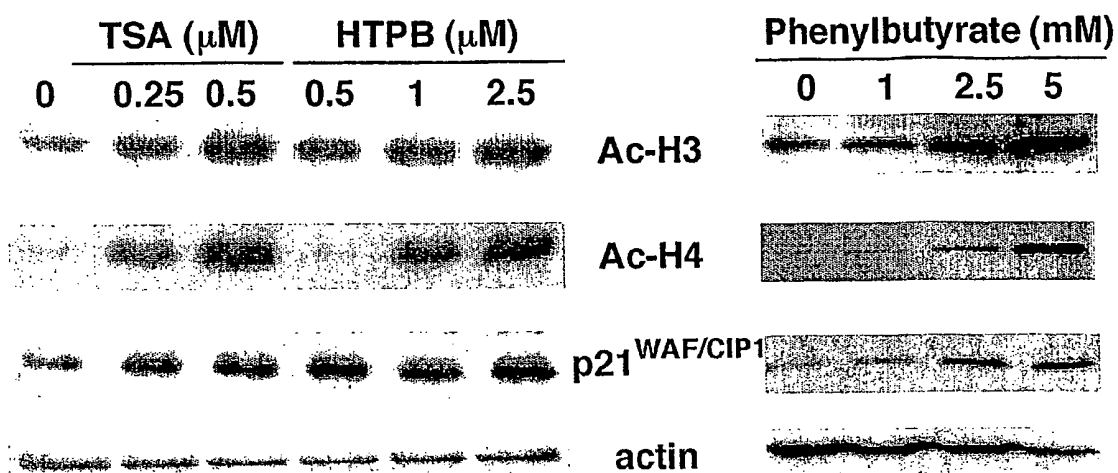 TSA (μM) HTPB (μM) Phenylbutyrate (mM)
0 0.25 0.5 0.5 1 2.5 0 1 2.5 5
Ac-H3
Ac-H4
p21WAF/CIP1
actin